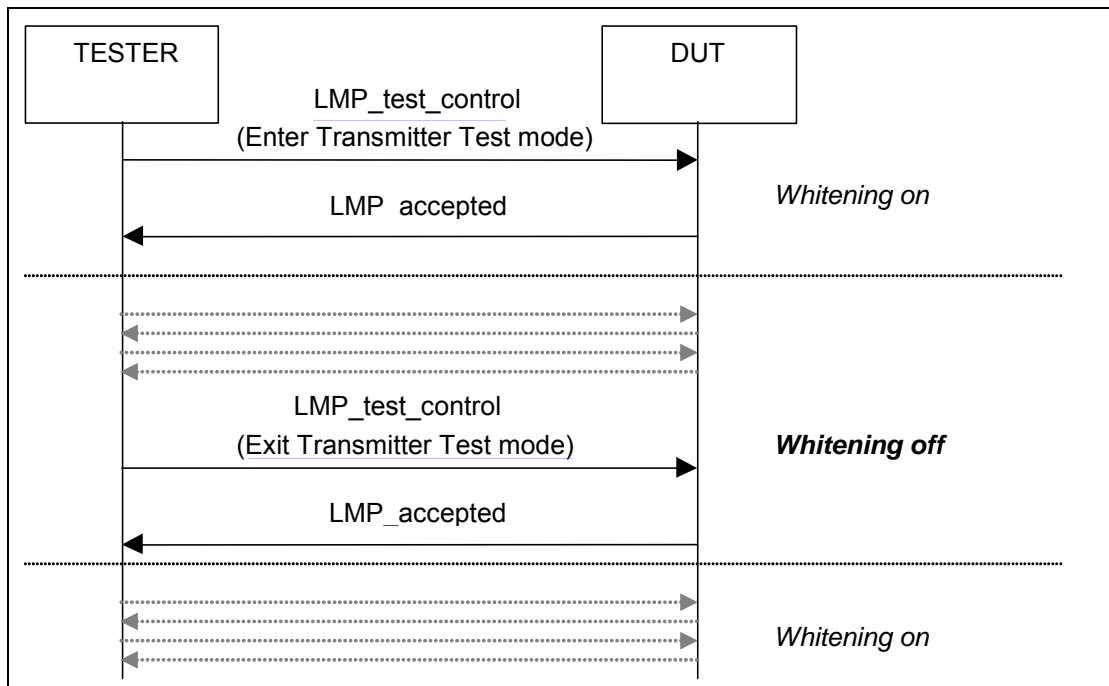 TESTER
DUT
LMP_test_control
(Enter Transmitter Test mode)
Whitening on
LMP accepted
LMP_test_control
(Exit Transmitter Test mode)
Whitening off
LMP_accepted
Whitening on